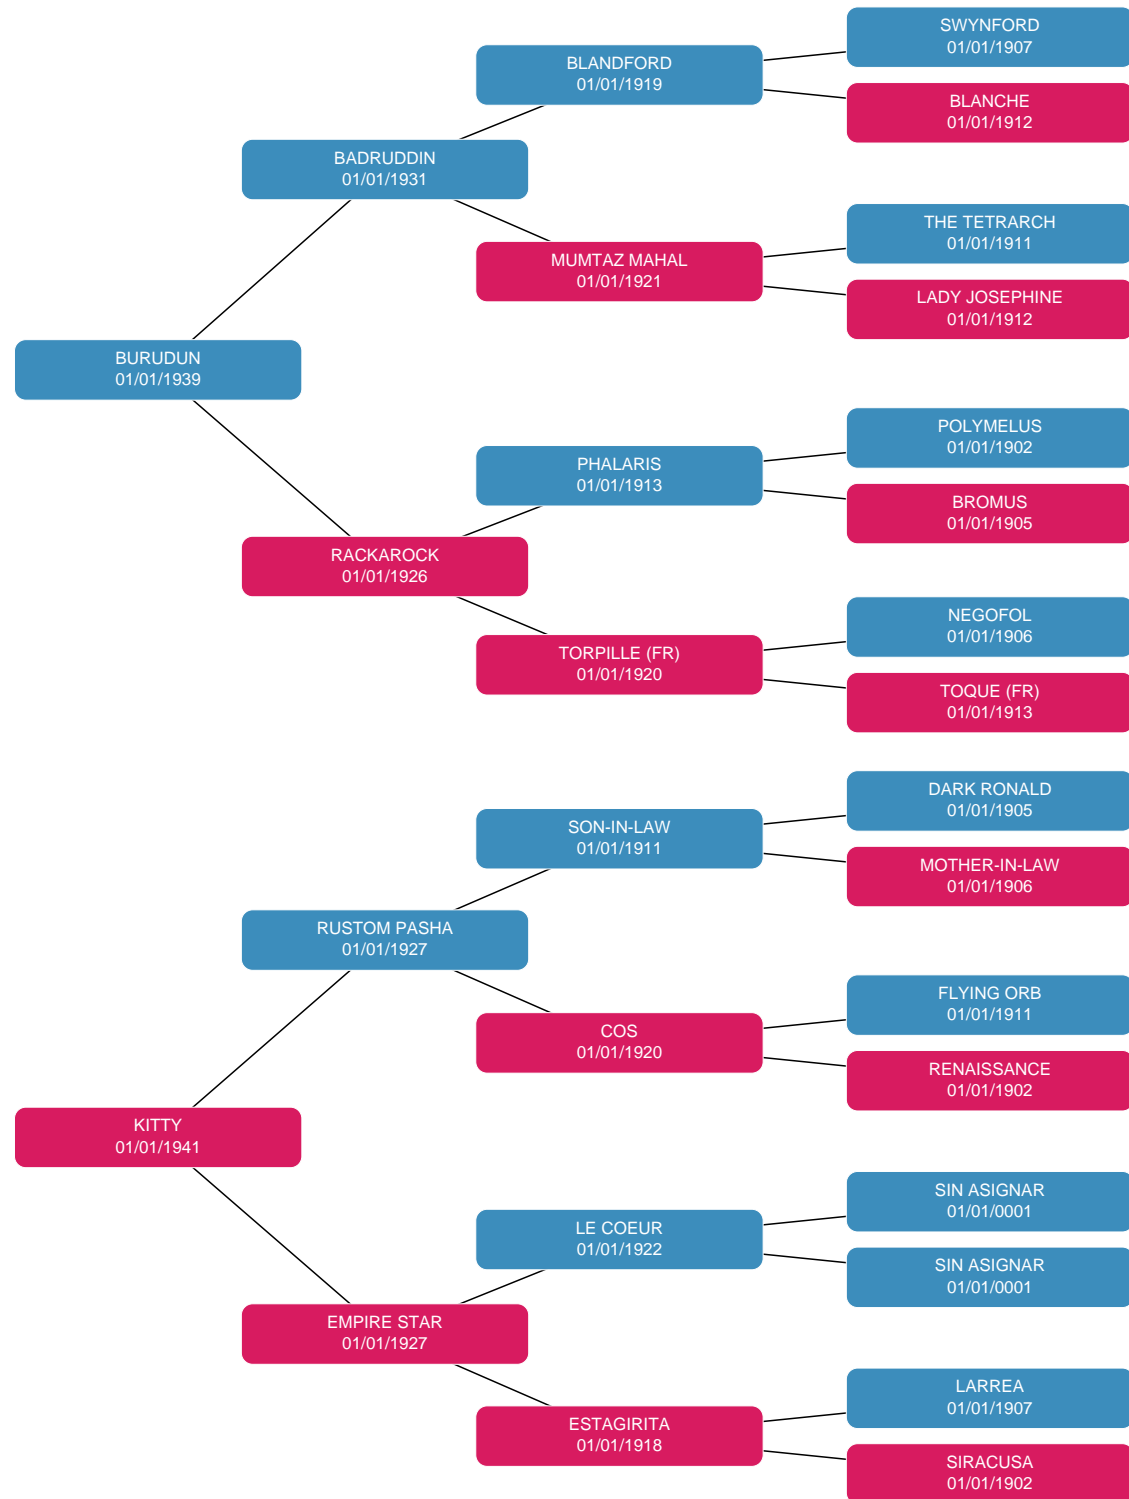 SWYNFORD
01/01/1907
BLANDFORD
01/01/1919
BLANCHE
01/01/1912
BADRUDDIN
01/01/1931
THE TETRARCH
01/01/1911
MUMTAZ MAHAL
01/01/1921
LADY JOSEPHINE
01/01/1912
BURUDUN
01/01/1939
POLYMELUS
01/01/1902
PHALARIS
01/01/1913
BROMUS
01/01/1905
RACKAROCK
01/01/1926
NEGOFOL
01/01/1906
TORPILLE (FR)
01/01/1920
TOQUE (FR)
01/01/1913
DARK RONALD
01/01/1905
SON-IN-LAW
01/01/1911
MOTHER-IN-LAW
01/01/1906
RUSTOM PASHA
01/01/1927
FLYING ORB
01/01/1911
COS
01/01/1920
RENAISSANCE
01/01/1902
KITTY
01/01/1941
SIN ASIGNAR
01/01/0001
LE COEUR
01/01/1922
SIN ASIGNAR
01/01/0001
EMPIRE STAR
01/01/1927
LARREA
01/01/1907
ESTAGIRITA
01/01/1918
SIRACUSA
01/01/1902